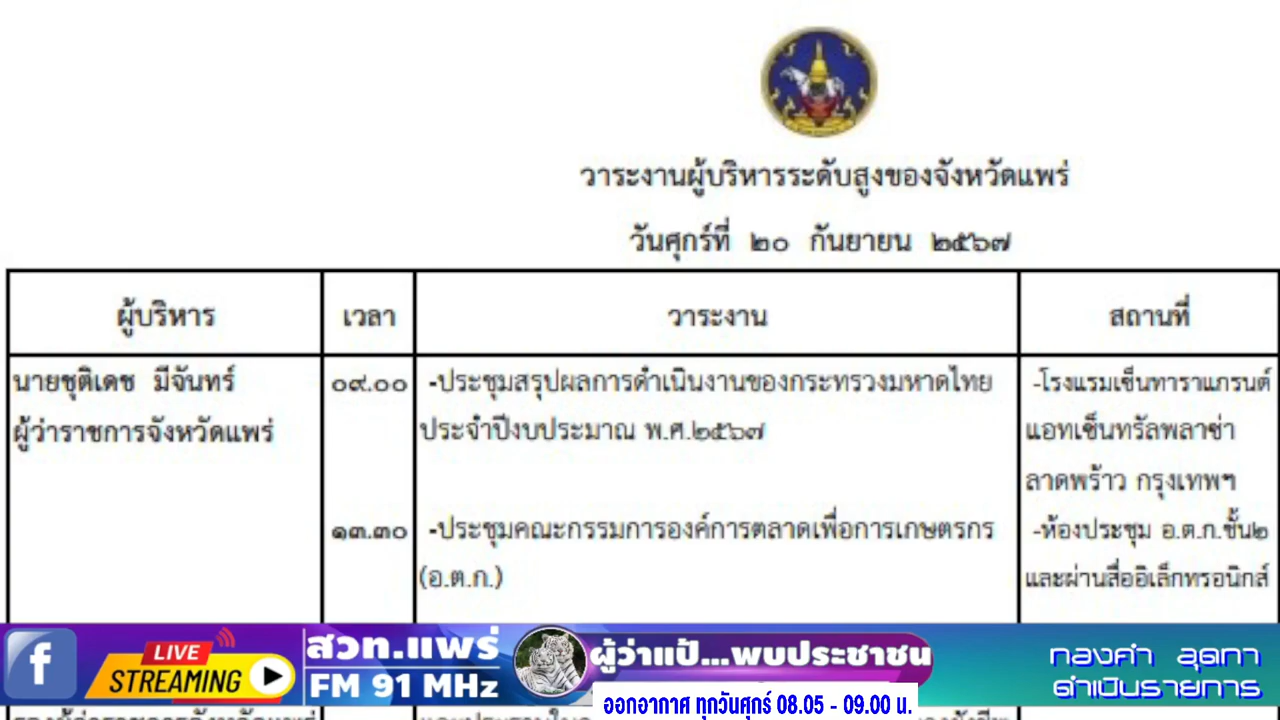 วาระงานผู้บริหารระดับสูงของจังหวัดแพร่
วันศุกร์ที่ ๒๐ กันยายน ๒๕๖๗
ผู้บริหาร เวลา วาระงาน สถานที่
นายชุติเดช มีจันทร์ ๐๙.๐๐ -ประชุมสรุปผลการดำเนินงานของกระทรวงมหาดไทย -โรงแรมเซ็นทาราแกรนด์
ผู้ว่าราชการจังหวัดแพร่ ประจำปีงบประมาณ พ.ศ.๒๕๖๗ แอทเซ็นทรัลพลาซ่า
ลาดพร้าว กรุงเทพฯ
๑๓.๓๐ -ประชุมคณะกรรมการองค์การตลาดเพื่อการเกษตรกร -ห้องประชุม อ.ต.ก.ชั้น๒
(อ.ต.ก.) และผ่านสื่ออิเล็กทรอนิกส์
f LIVE STREAMING
สวท.แพร่
FM 91 MHz
ผู้ว่าแป้...พบประชาชน
ออกอากาศ ทุกวันศุกร์ 08.05 - 09.00 น.
ทองคำ สุดทา
ดำเนินรายการ